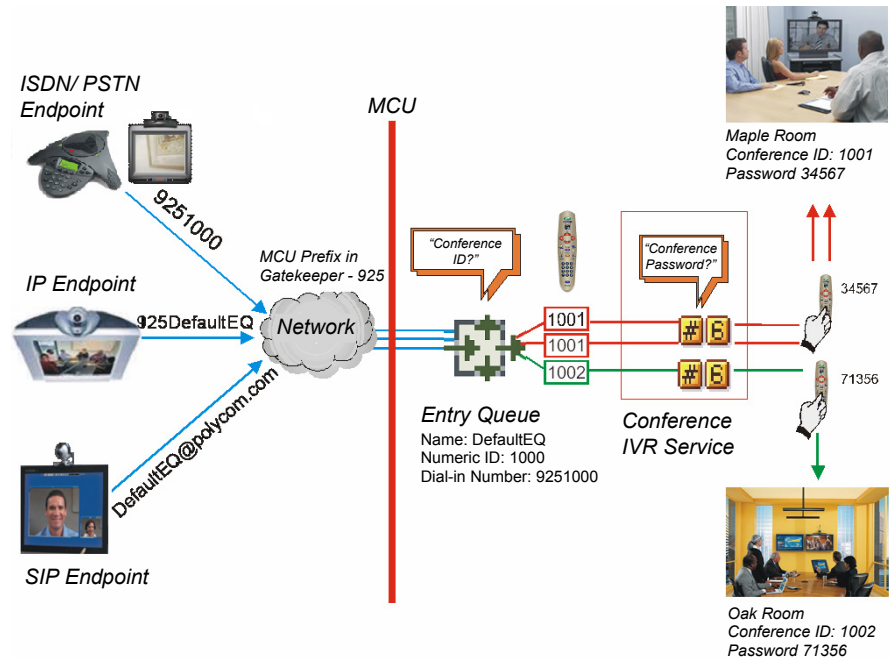 ISDN/ PSTN
Endpoint
9251000
IP Endpoint
925DefaultEQ
DefaultEQ@polycom.com
SIP Endpoint
MCU
MCU Prefix in
Gatekeeper - 925
Network
“Conference
ID?”
1001
1001
1002
Entry Queue
Name: DefaultEQ
Numeric ID: 1000
Dial-in Number: 9251000
“Conference
Password?”
# 6
# 6
Conference
IVR Service
34567
71356
Maple Room
Conference ID: 1001
Password 34567
Oak Room
Conference ID: 1002
Password 71356